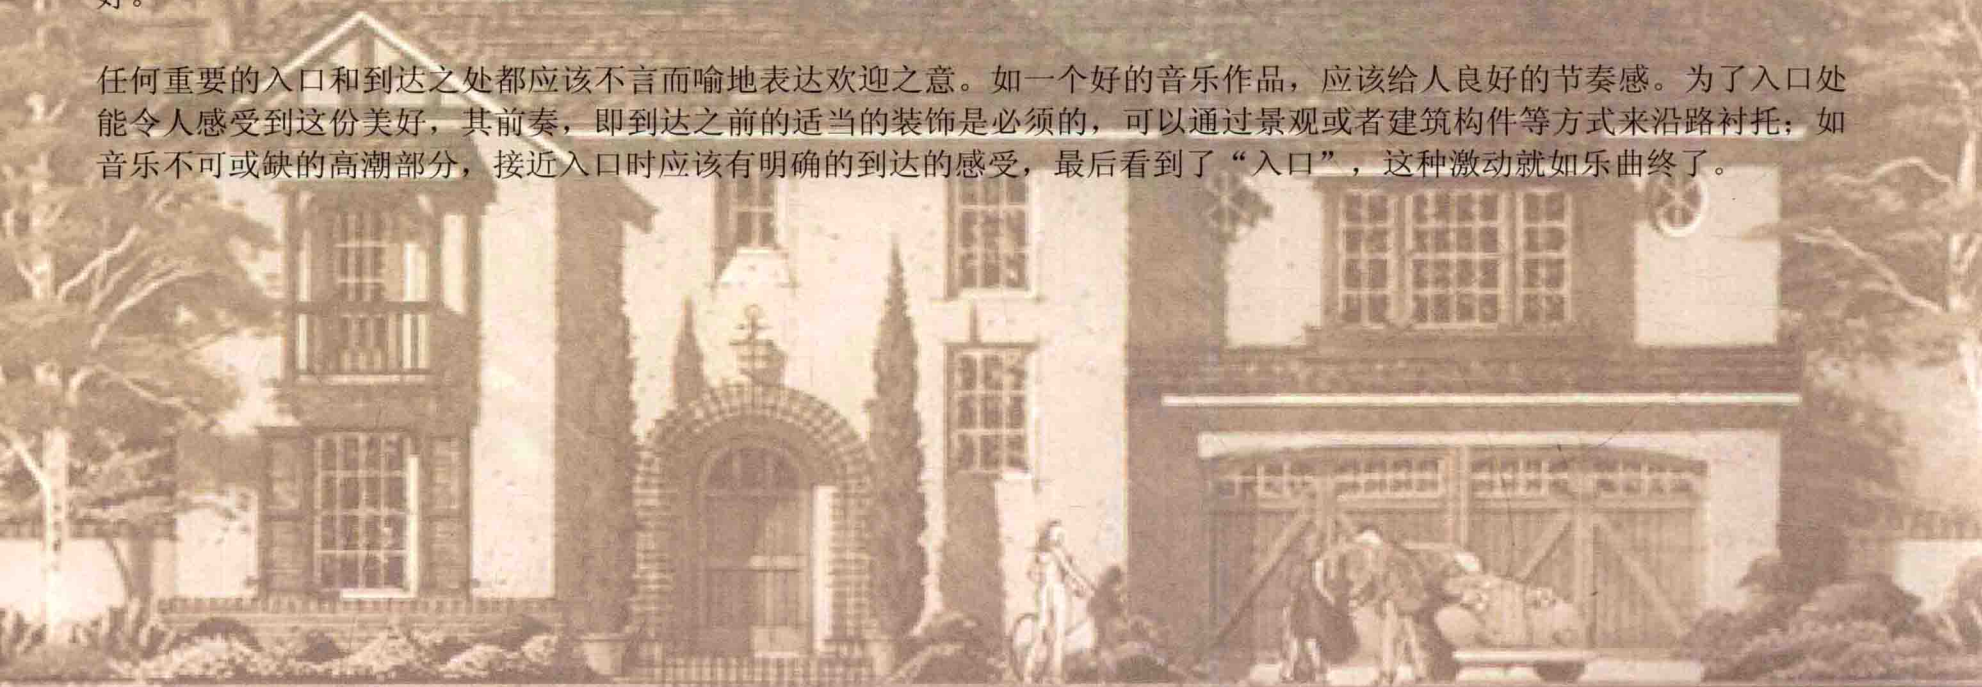 好。
任何重要的入口和到达之处都应该不言而喻地表达欢迎之意。如一个好的音乐作品，应该给人良好的节奏感。为了入口处
能令人感受到这份美好，其前奏，即到达之前的适当的装饰是必须的，可以通过景观或者建筑构件等方式来沿路衬托；如
音乐不可或缺的高潮部分，接近入口时应该有明确的到达的感受，最后看到了“入口”，这种激动就如乐曲终了。